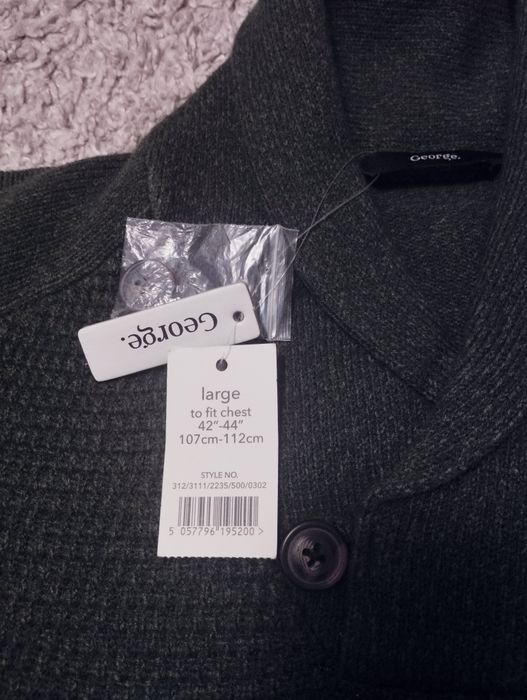 George.
George.
large
to fit chest
42"-44"
107cm-112cm
STYLE NO.
312/3111/2235/500/0302
5 057796 195200 >